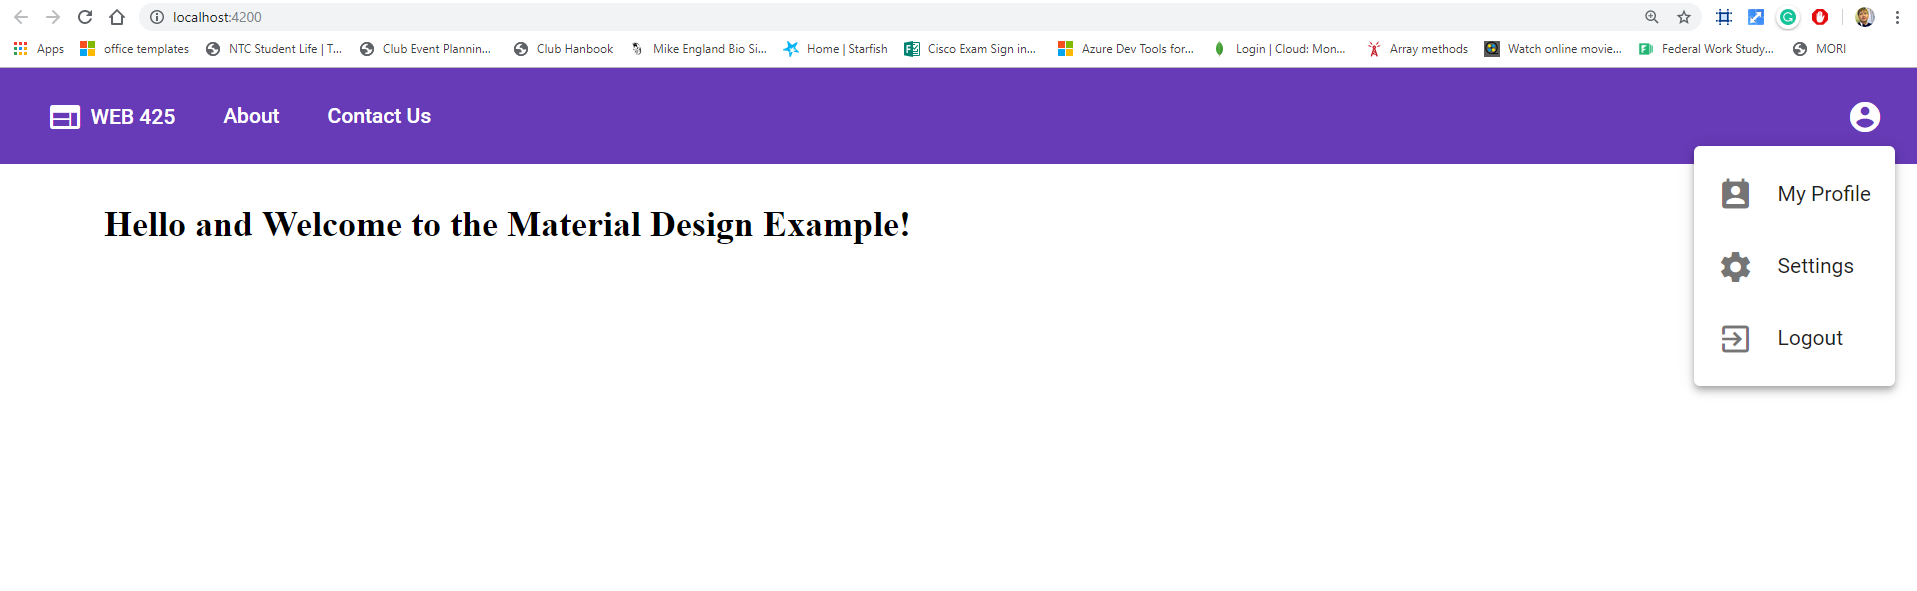 localhost:4200
Apps office templates NTC Student Life | T... Club Event Plannin... Club Hanbook Mike England Bio Si... Home | Starfish Cisco Exam Sign in... Azure Dev Tools for... Login | Cloud: Mon... Array methods Watch online movie... Federal Work Study... MORI
WEB 425 About Contact Us
My Profile
Hello and Welcome to the Material Design Example!
Settings
Logout